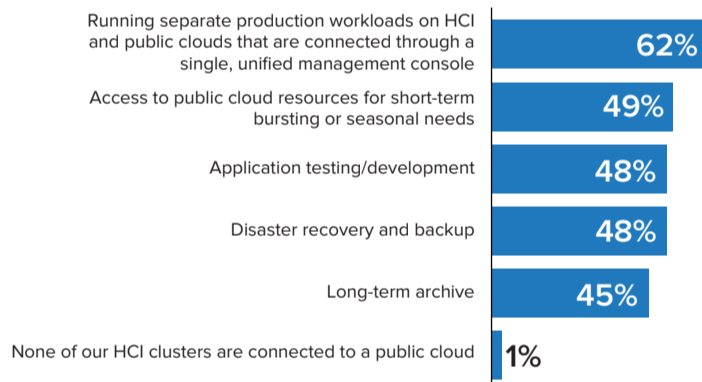 Running separate production workloads on HCI
and public clouds that are connected through a
single, unified management console
62%
Access to public cloud resources for short-term
bursting or seasonal needs
49%
Application testing/development
48%
Disaster recovery and backup
48%
Long-term archive
45%
None of our HCI clusters are connected to a public cloud
1%